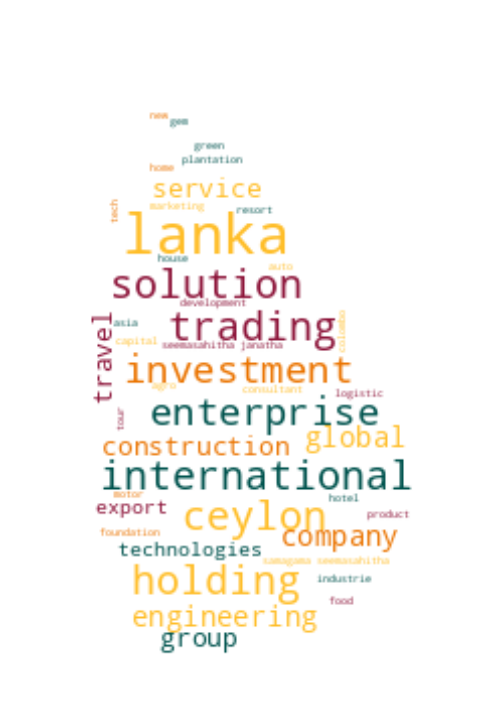 new
gem
green
plantation
home
service
marketing
resort
tech
lanka
house
auto
solution
development
trading
travel
asia
capital
seemasahitha janatha
colombo
investment
agro
consultant
logistic
tour
enterprise
global
construction
international
motor
hotel
export
ceylon
product
foundation
company
technologies
samagama seemasahitha
holding
industrie
food
engineering
group